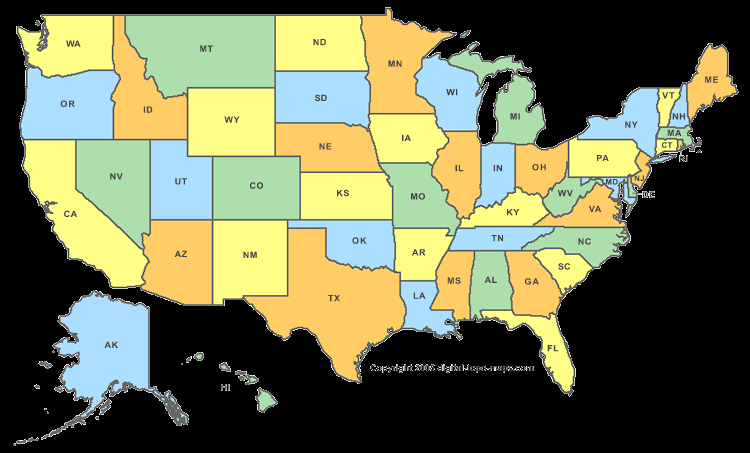 WA
MT
ND
MN
ME
VT
NH
OR
ID
SD
WI
MI
NY
MA
CT
RI
WY
IA
NE
PA
NJ
NV
UT
CO
KS
MO
IL
IN
OH
WV
MD
DE
VA
KY
CA
AZ
NM
OK
AR
TN
NC
SC
TX
LA
MS
AL
GA
FL
AK
HI